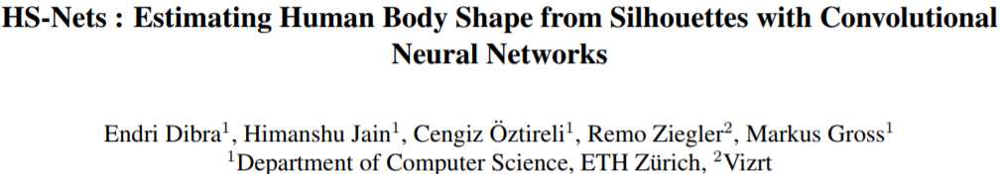 HS-Nets : Estimating Human Body Shape from Silhouettes with Convolutional
Neural Networks
Endri Dibra¹, Himanshu Jain¹, Cengiz Öztireli¹, Remo Ziegler², Markus Gross¹
¹Department of Computer Science, ETH Zürich, ²Vizrt